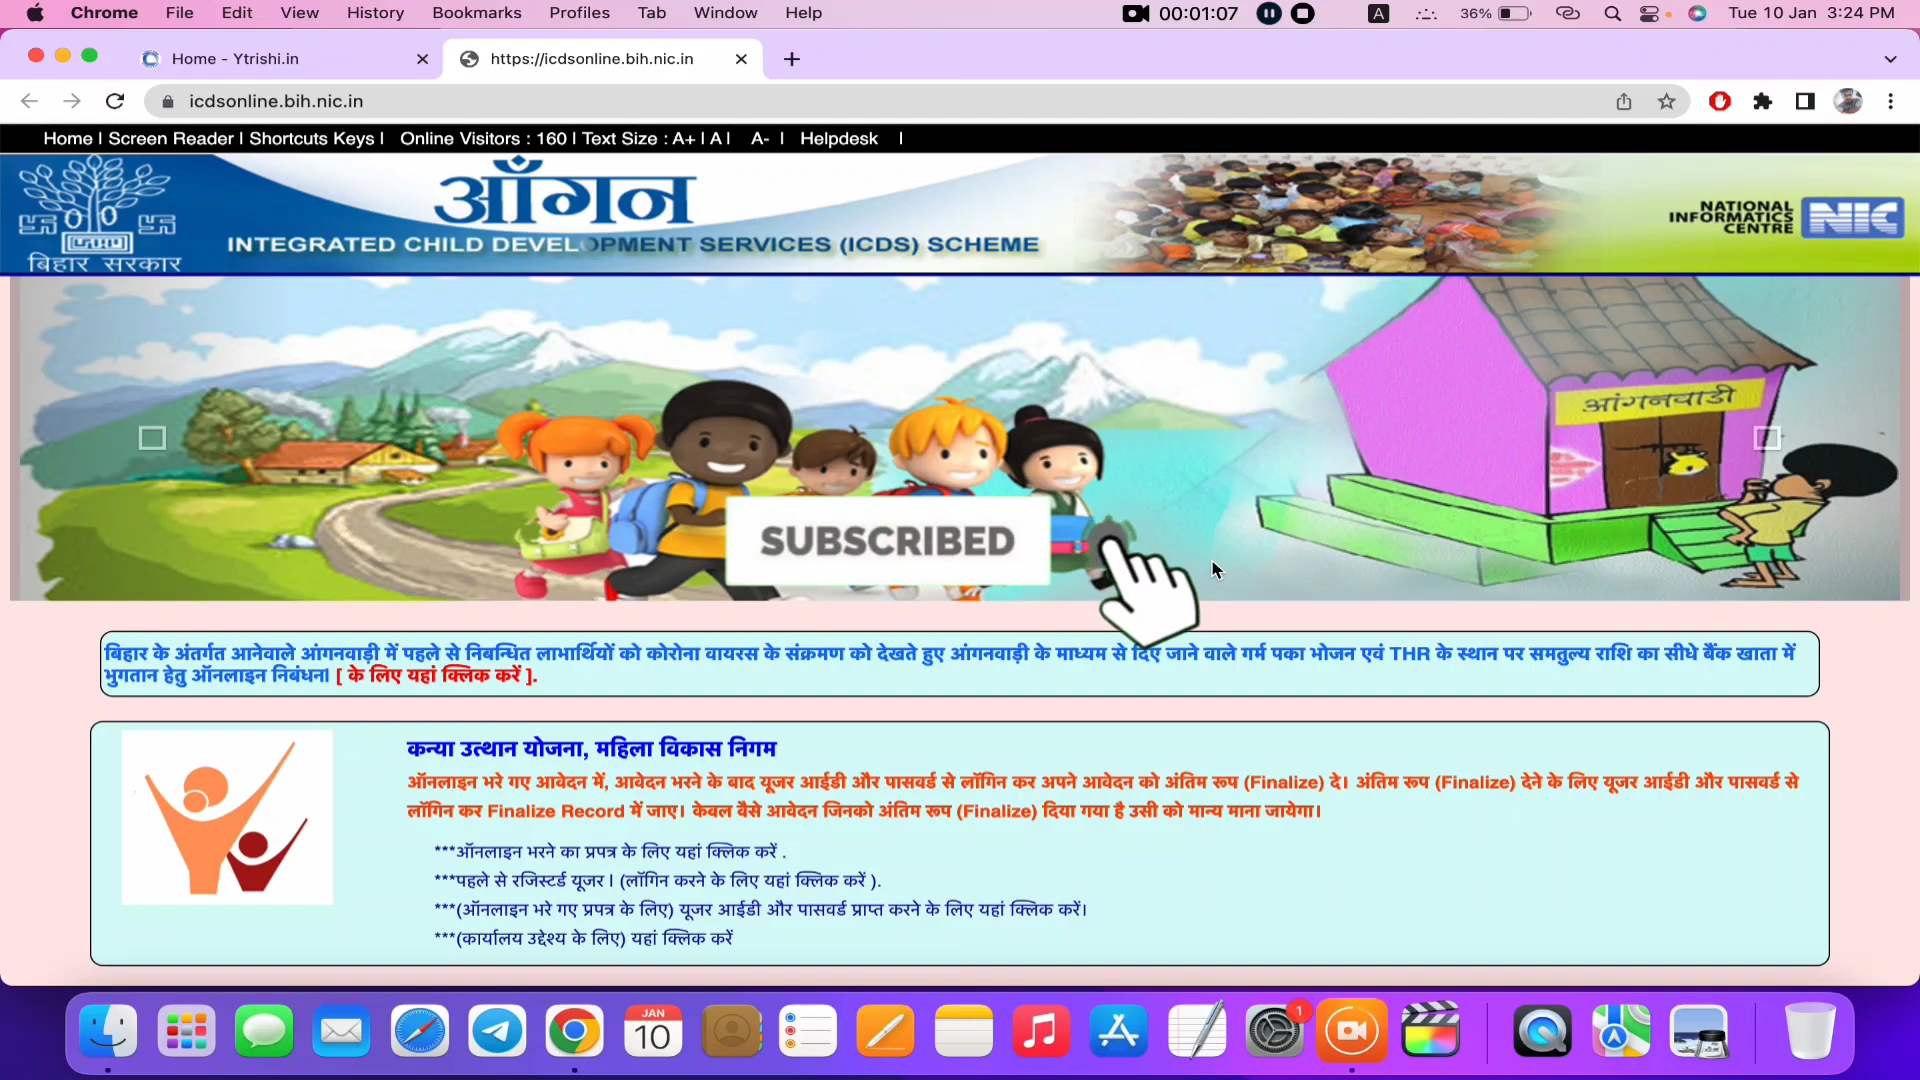 Chrome File Edit View History Bookmarks Profiles Tab Window Help 00:01:07 A 36% Tue 10 Jan 3:24 PM
Home - Ytrishi.in https://icdsonline.bih.nic.in
icdsonline.bih.nic.in
Home | Screen Reader | Shortcuts Keys | Online Visitors : 160 | Text Size : A+ | A | A- | Helpdesk |
आँगन
INTEGRATED CHILD DEVELOPMENT SERVICES (ICDS) SCHEME
बिहार सरकार
NATIONAL
INFORMATICS
CENTRE
NIC
आंगनवाडी
SUBSCRIBED
बिहार के अंतर्गत आनेवाले आंगनवाड़ी में पहले से निबन्धित लाभार्थियों को कोरोना वायरस के संक्रमण को देखते हुए आंगनवाड़ी के माध्यम से दिए जाने वाले गर्म पका भोजन एवं THR के स्थान पर समतुल्य राशि का सीधे बैंक खाता में
भुगतान हेतु ऑनलाइन निबंधन। [ के लिए यहां क्लिक करें ].
कन्या उत्थान योजना, महिला विकास निगम
ऑनलाइन भरे गए आवेदन में, आवेदन भरने के बाद यूजर आईडी और पासवर्ड से लॉगिन कर अपने आवेदन को अंतिम रूप (Finalize) दे। अंतिम रूप (Finalize) देने के लिए यूजर आईडी और पासवर्ड से
लॉगिन कर Finalize Record में जाए। केवल वैसे आवेदन जिनको अंतिम रूप (Finalize) दिया गया है उसी को मान्य माना जायेगा।
***ऑनलाइन भरने का प्रपत्र के लिए यहां क्लिक करें .
***पहले से रजिस्टर्ड यूजर । (लॉगिन करने के लिए यहां क्लिक करें ).
***(ऑनलाइन भरे गए प्रपत्र के लिए) यूजर आईडी और पासवर्ड प्राप्त करने के लिए यहां क्लिक करें।
***(कार्यालय उद्देश्य के लिए) यहां क्लिक करें
JAN
10
1